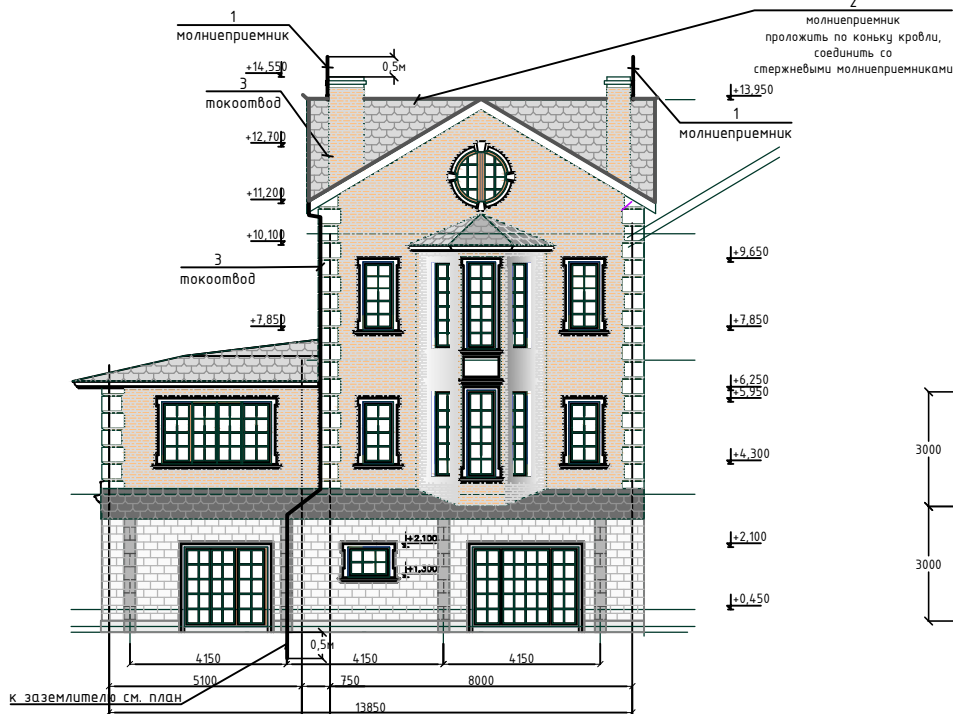 1
молниеприемник
2
молниеприемник
проложить по коньку кровли,
соединить со
стержневыми молниеприемниками
0,5м
+14,550
3
токоотвод
+13,950
1
молниеприемник
+12,700
+11,200
+10,100
+9,650
3
токоотвод
+7,850
+7,850
+6,250
+5,950
3000
+4,300
+2,100
+2,100
+1,300
3000
+0,450
0,5м
4150
4150
4150
5100
750
8000
к заземлителю см. план
13850